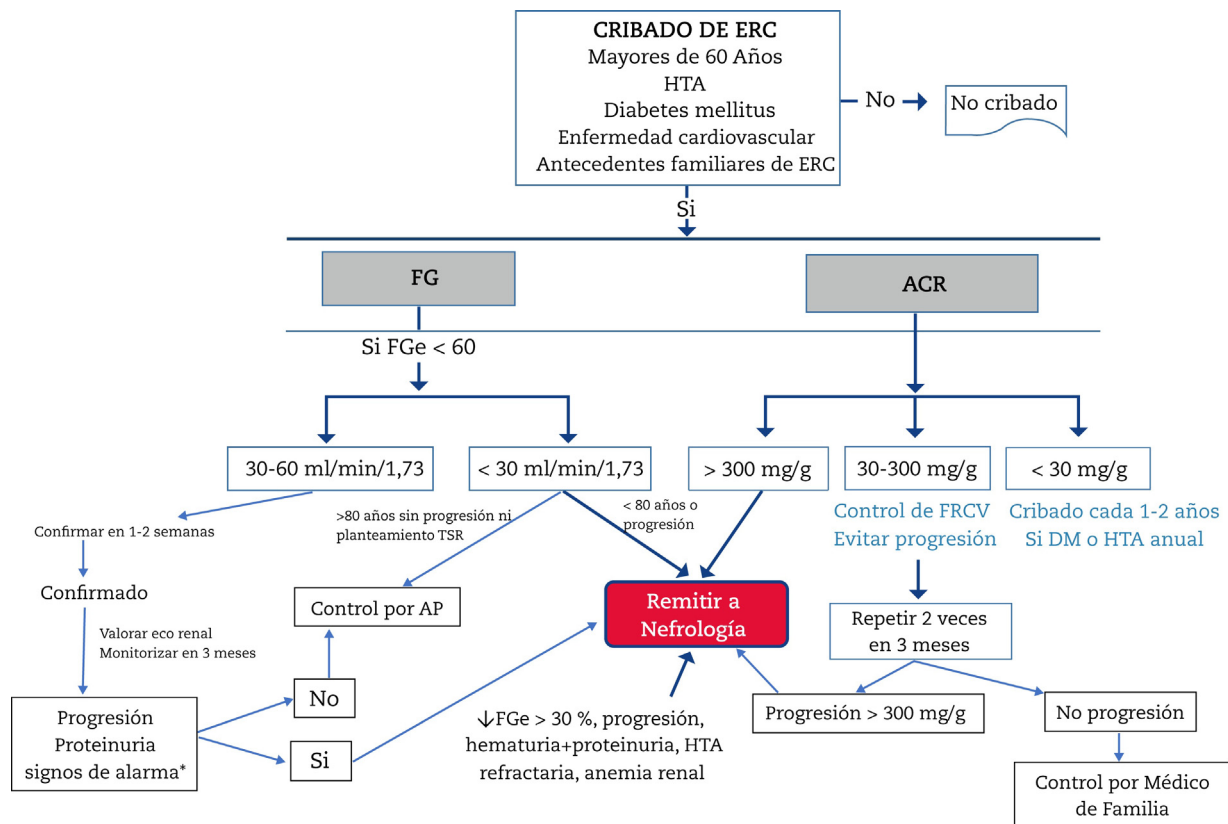 CRIBADO DE ERC
Mayores de 60 Años
HTA
Diabetes mellitus
Enfermedad cardiovascular
Antecedentes familiares de ERC
No
No cribado
Si
FG
ACR
Si FGe < 60
30-60 ml/min/1,73
< 30 ml/min/1,73
> 300 mg/g
30-300 mg/g
< 30 mg/g
Confirmar en 1-2 semanas
>80 años sin progresión ni
planteamiento TSR
< 80 años o
progresión
Control de FRCV
Evitar progresión
Cribado cada 1-2 años
Si DM o HTA anual
Confirmado
Control por AP
Remitir a
Nefrología
Repetir 2 veces
en 3 meses
Valorar eco renal
Monitorizar en 3 meses
Progresión
Proteinuria
signos de alarma*
No
Si
↓FGe > 30 %, progresión,
hematuria+proteinuria, HTA
refractaria, anemia renal
Progresión > 300 mg/g
No progresión
Control por Médico
de Familia